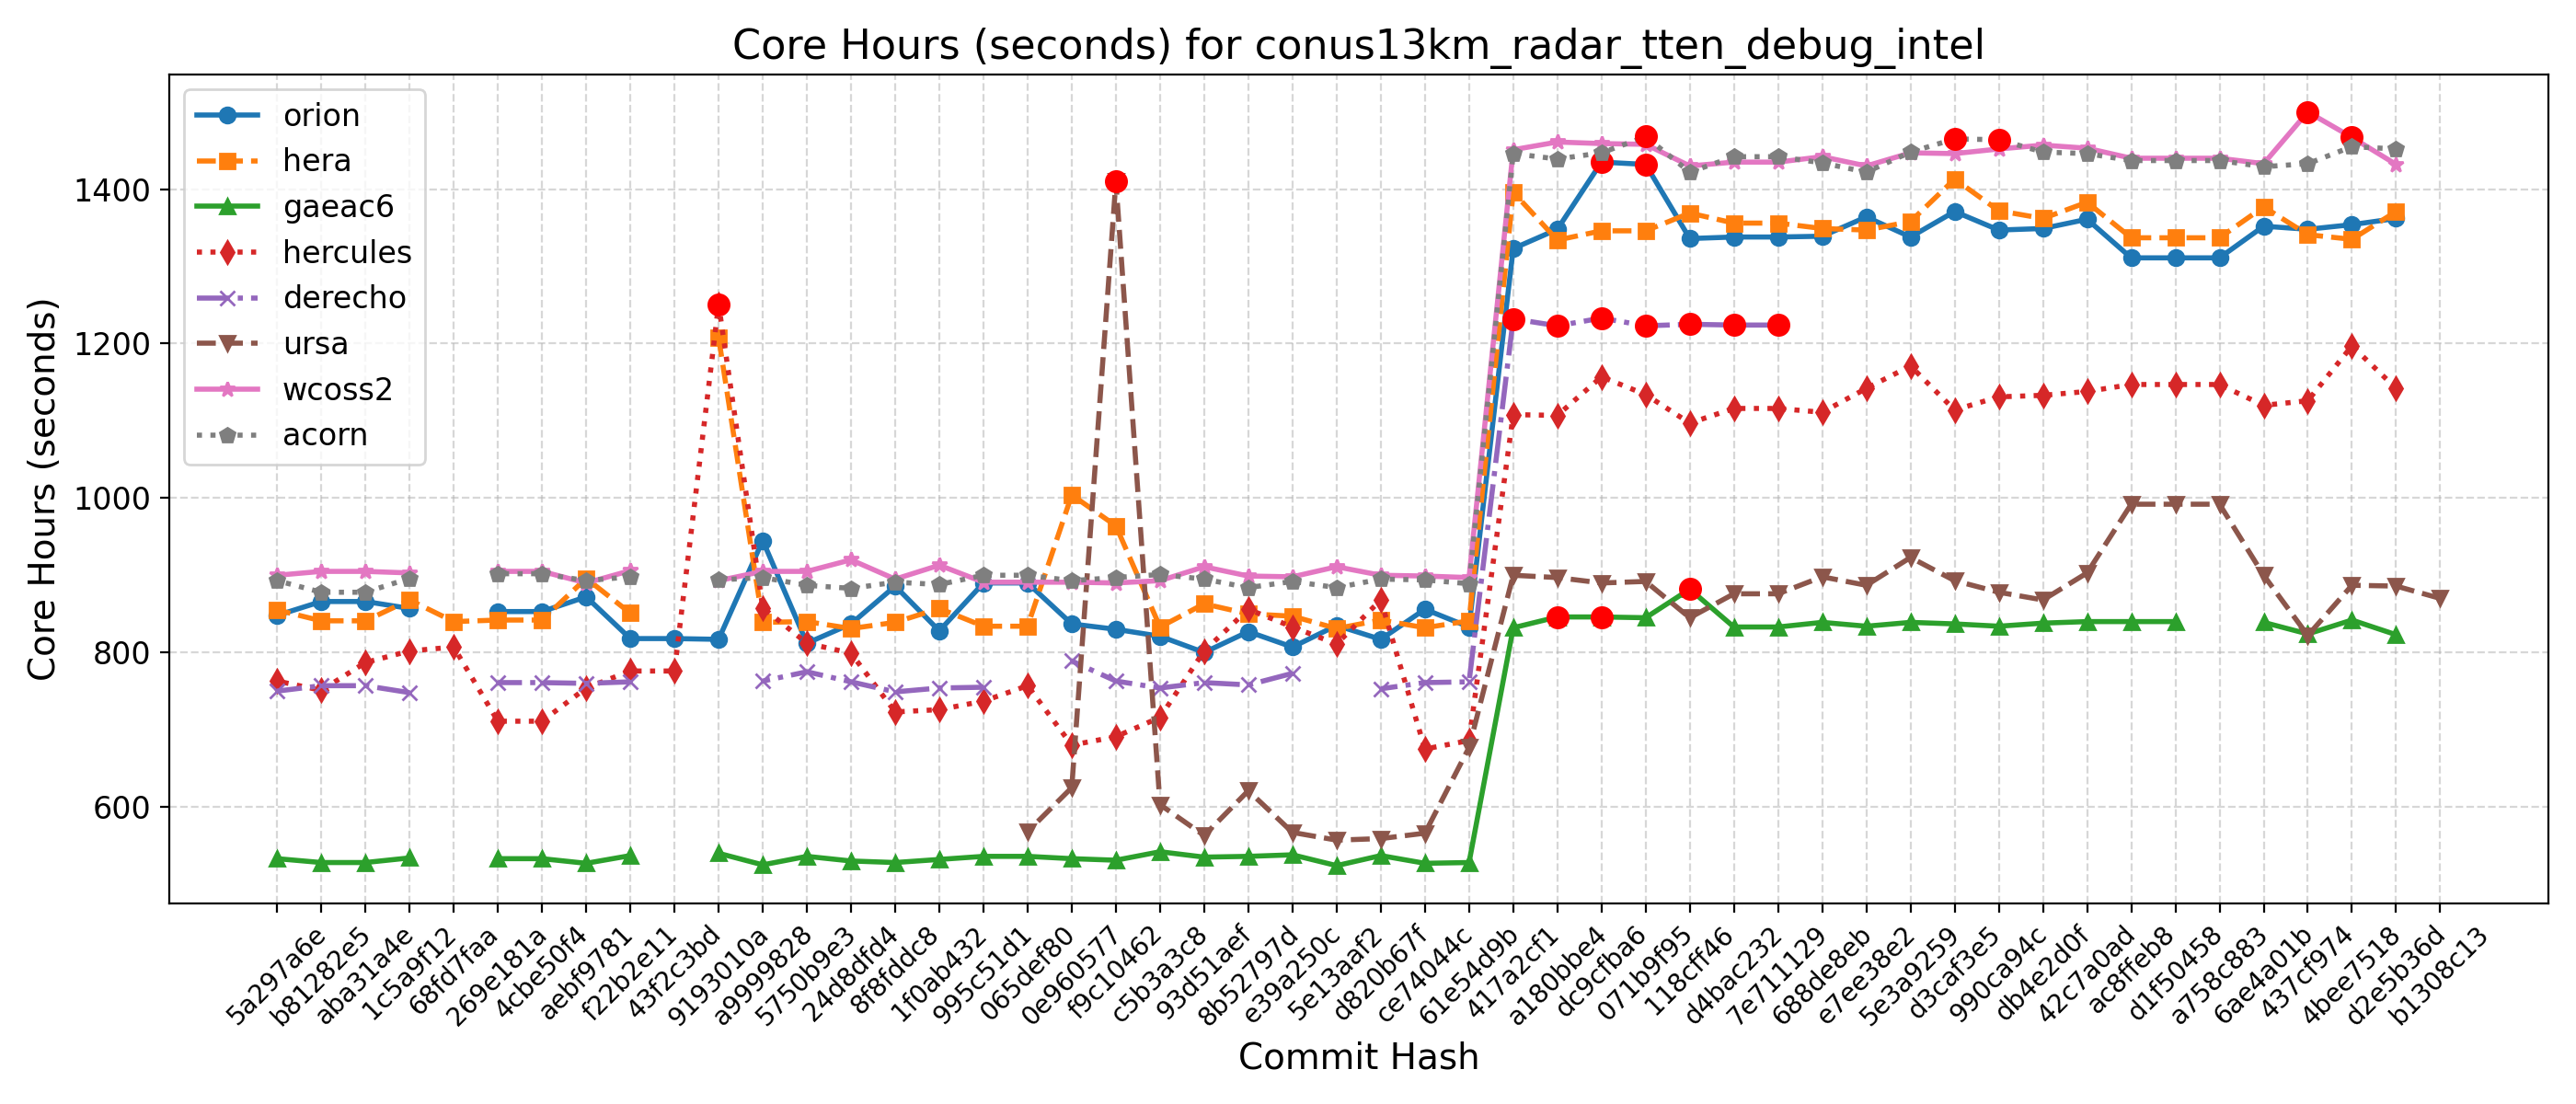 Core Hours (seconds) for conus13km_radar_tten_debug_intel
orion
hera
gaeac6
hercules
derecho
ursa
wcoss2
acorn
1400
1200
1000
800
600
Core Hours (seconds)
5a297a6e
b81282e5
aba31a4e
1c5a9f12
68fd7faa
269e181a
4cbe50f4
aebf9781
f22b2e11
43f2c3bd
9193010a
a9999828
5750b9e3
24d8dfd4
8f8fddc8
1f0ab432
995c51d1
065def80
0e960577
f9c10462
c5b3a3c8
93d51aef
8b52797d
e39a250c
5e13aaf2
d820b67f
ce74044c
61e54d9b
417a2cf1
a180bbe4
dc9cfba6
071b9f95
118cff46
d4bac232
7e711129
688de8eb
e7ee38e2
5e3a9259
d3caf3e5
990ca94c
db4e2d0f
42c7a0ad
ac8ffeb8
d1f50458
a758c883
6ae4a01b
437cf974
4bee7518
d2e5b36d
b1308c13
Commit Hash